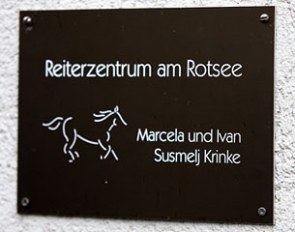 Reiterzentrum am Rotsee
Marcela und Ivan
Susmelj Krinke